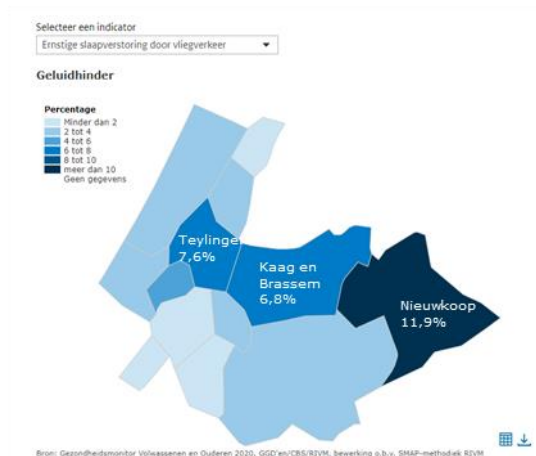 Selecteer een indicator
Ernstige slaapverstoring door vliegverkeer
Geluidhinder
Percentage
Minder dan 2
2 tot 4
4 tot 6
6 tot 8
8 tot 10
meer dan 10
Geen gegevens
Teylingen
7,6%
Kaag en
Brassem
6,8%
Nieuwkoop
11,9%
Bron: Gezondheidsmonitor Volwassenen en Ouderen 2020, GGD'en/CBS/RIVM, bewerking o.b.v. SMAP-methodiek RIVM